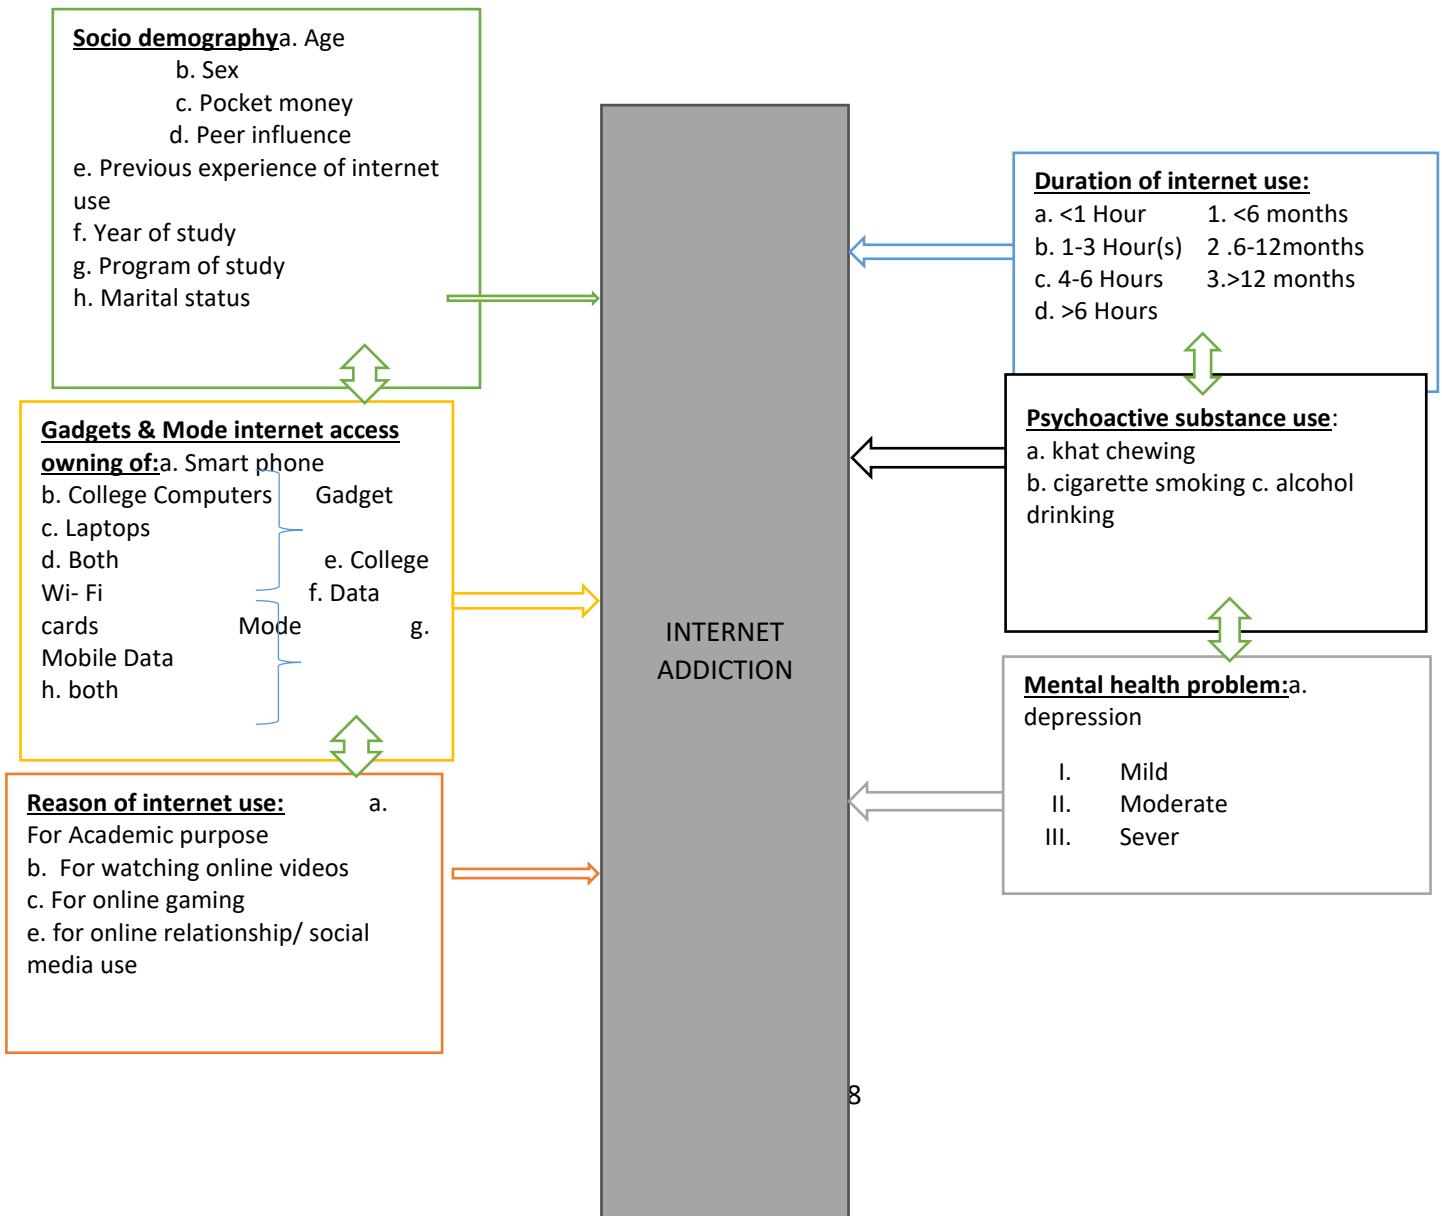 Socio demographya. Age
b. Sex
c. Pocket money
d. Peer influence
e. Previous experience of internet
use
f. Year of study
g. Program of study
h. Marital status
Gadgets & Mode internet access
owning of:a. Smart phone
b. College Computers Gadget
c. Laptops
d. Both e. College
Wi- Fi f. Data
cards Mode g.
Mobile Data
h. both
Reason of internet use: a.
For Academic purpose
b. For watching online videos
c. For online gaming
e. for online relationship/ social
media use
INTERNET
ADDICTION
Duration of internet use:
a. <1 Hour 1. <6 months
b. 1-3 Hour(s) 2 .6-12months
c. 4-6 Hours 3.>12 months
d. >6 Hours
Psychoactive substance use:
a. khat chewing
b. cigarette smoking c. alcohol
drinking
Mental health problem:a.
depression
I. Mild
II. Moderate
III. Sever
8